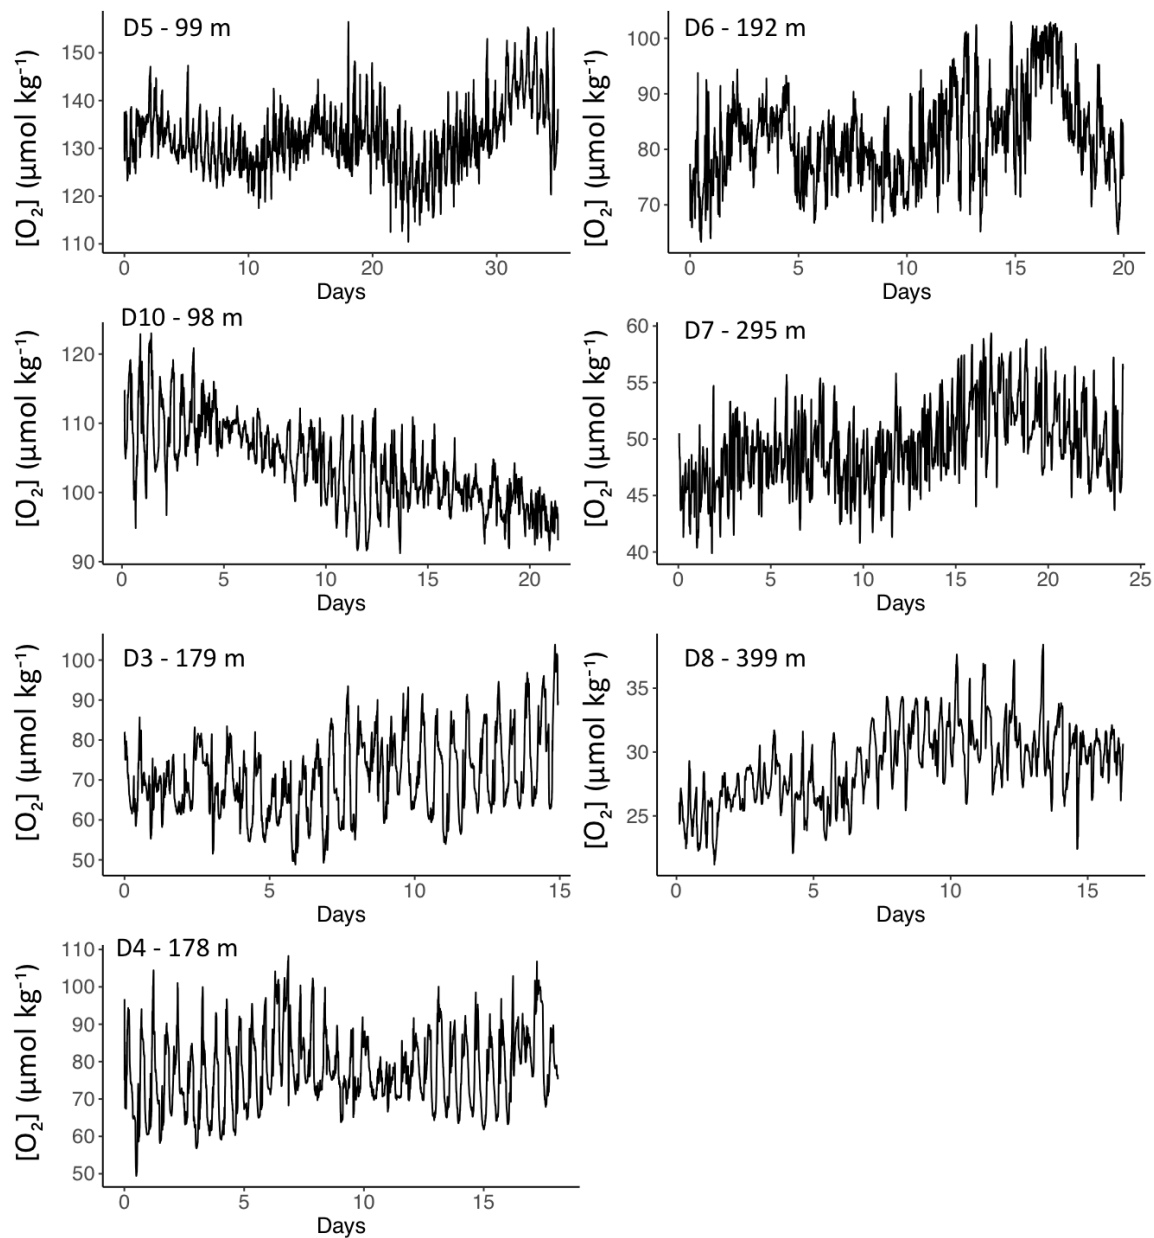 D5 - 99 m
[O₂] (µmol kg⁻¹)
150
140
130
120
110
0 10 20 30
Days
D6 - 192 m
[O₂] (µmol kg⁻¹)
100
90
80
70
0 5 10 15 20
Days
D10 - 98 m
[O₂] (µmol kg⁻¹)
120
110
100
90
0 5 10 15 20
Days
D7 - 295 m
[O₂] (µmol kg⁻¹)
60
55
50
45
40
0 5 10 15 20 25
Days
D3 - 179 m
[O₂] (µmol kg⁻¹)
100
90
80
70
60
50
0 5 10 15
Days
D8 - 399 m
[O₂] (µmol kg⁻¹)
35
30
25
0 5 10 15
Days
D4 - 178 m
[O₂] (µmol kg⁻¹)
110
100
90
80
70
60
50
0 5 10 15
Days